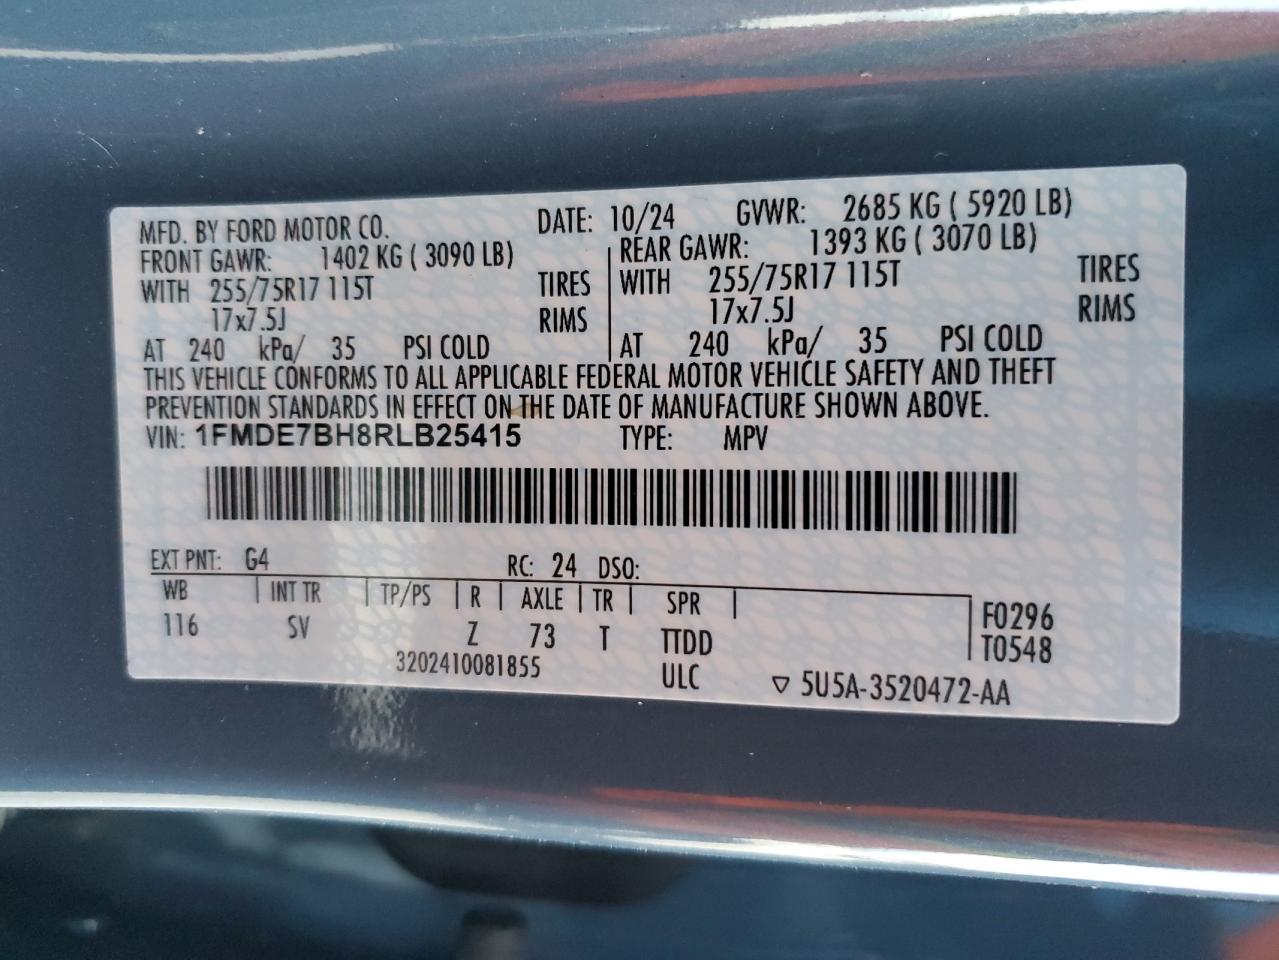 MFD. BY FORD MOTOR CO. DATE: 10/24 GVWR: 2685 KG ( 5920 LB)
FRONT GAWR: 1402 KG ( 3090 LB) REAR GAWR: 1393 KG ( 3070 LB)
WITH 255/75R17 115T TIRES WITH 255/75R17 115T TIRES
17x7.5J RIMS 17x7.5J RIMS
AT 240 kPa/ 35 PSI COLD AT 240 kPa/ 35 PSI COLD
THIS VEHICLE CONFORMS TO ALL APPLICABLE FEDERAL MOTOR VEHICLE SAFETY AND THEFT
PREVENTION STANDARDS IN EFFECT ON THE DATE OF MANUFACTURE SHOWN ABOVE.
VIN: 1FMDE7BH8RLB25415 TYPE: MPV
EXT PNT: G4 RC: 24 DSO:
WB INT TR TP/PS R AXLE TR SPR F0296
116 SV Z 73 T TTDD T0548
3202410081855 ULC ▽ 5U5A-3520472-AA